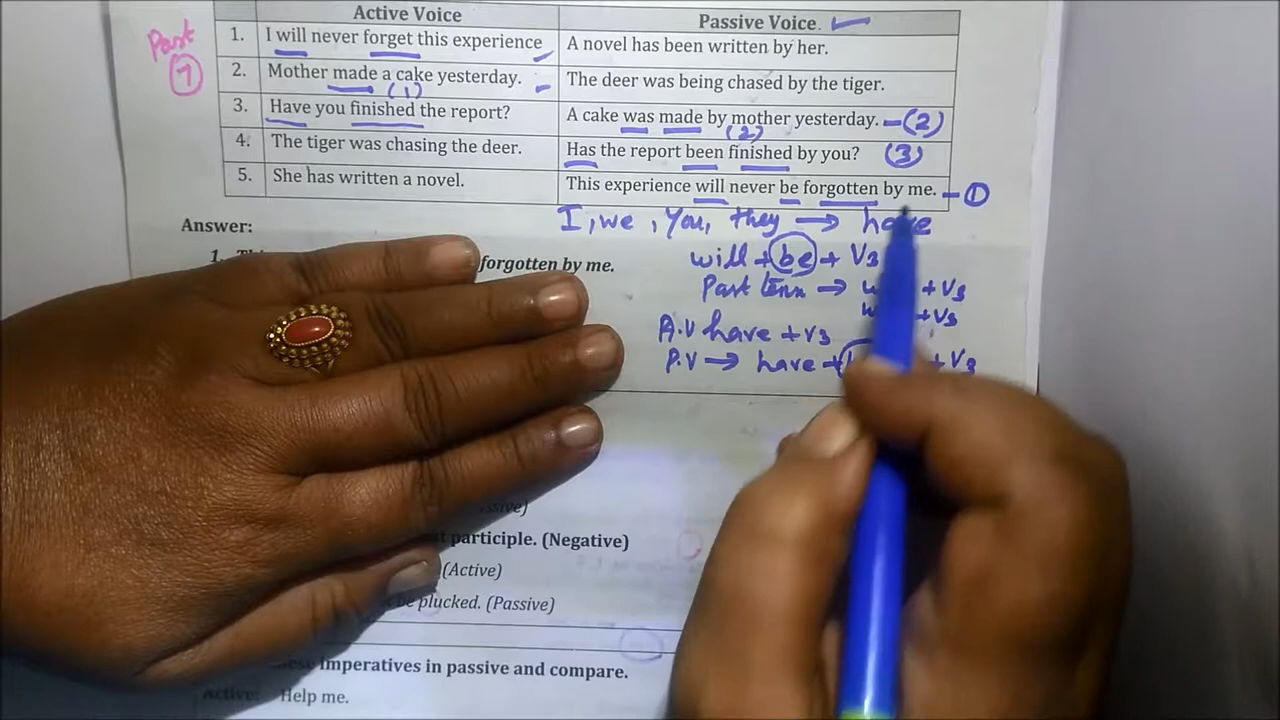 Active Voice Passive Voice.
Part 7
1. I will never forget this experience A novel has been written by her.
2. Mother made a cake yesterday. The deer was being chased by the tiger.
(1)
3. Have you finished the report? A cake was made by mother yesterday. - (2)
(2)
4. The tiger was chasing the deer. Has the report been finished by you? (3)
5. She has written a novel. This experience will never be forgotten by me. - 1
Answer: I, we, you, they → have
1. forgotten by me. will + be + V3
Past tense → + V3
+ V3
A.V have + V3
P.V → have + + V3
participle. (Negative)
(Active)
be plucked. (Passive)
these imperatives in passive and compare.
Active: Help me.